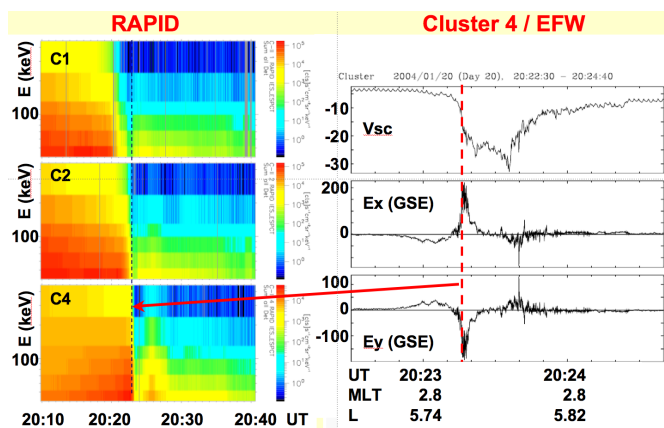 RAPID
Cluster 4 / EFW
C1
E (keV)
100
C2
E (keV)
100
C4
E (keV)
100
20:10 20:20 20:30 20:40 UT
Cluster 2004/01/20 (Day 20), 20:22:30 - 20:24:40
-10
-20
-30
Vsc
200
0
Ex (GSE)
100
0
-100
Ey (GSE)
UT 20:23 20:24
MLT 2.8 2.8
L 5.74 5.82